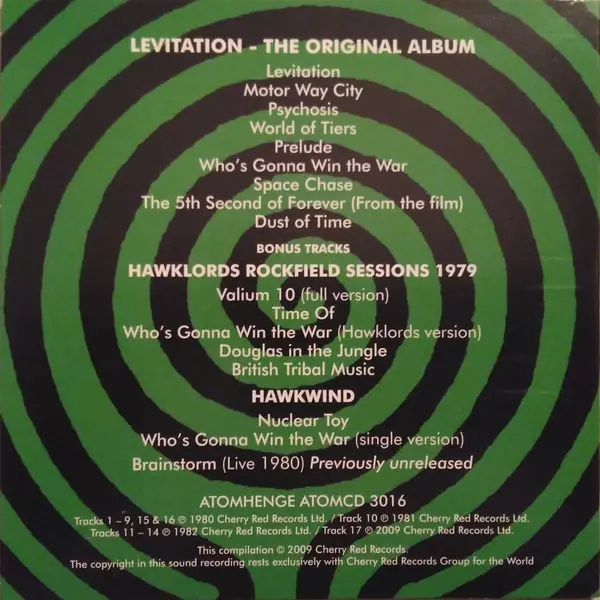 LEVITATION - THE ORIGINAL ALBUM
Levitation
Motor Way City
Psychosis
World of Tiers
Prelude
Who's Gonna Win the War
Space Chase
The 5th Second of Forever (From the film)
Dust of Time
BONUS TRACKS
HAWKLORDS ROCKFIELD SESSIONS 1979
Valium 10 (full version)
Time Of
Who's Gonna Win the War (Hawklords version)
Douglas in the Jungle
British Tribal Music
HAWKWIND
Nuclear Toy
Who's Gonna Win the War (single version)
Brainstorm (Live 1980) Previously unreleased
ATOMHENGE ATOMCD 3016
Tracks 1 – 9, 15 & 16 ℗ 1980 Cherry Red Records Ltd. / Track 10 ℗ 1981 Cherry Red Records Ltd.
Tracks 11 – 14 ℗ 1982 Cherry Red Records Ltd. / Track 17 ℗ 2009 Cherry Red Records Ltd.
This compilation © 2009 Cherry Red Records.
The copyright in this sound recording rests exclusively with Cherry Red Records Group for the World